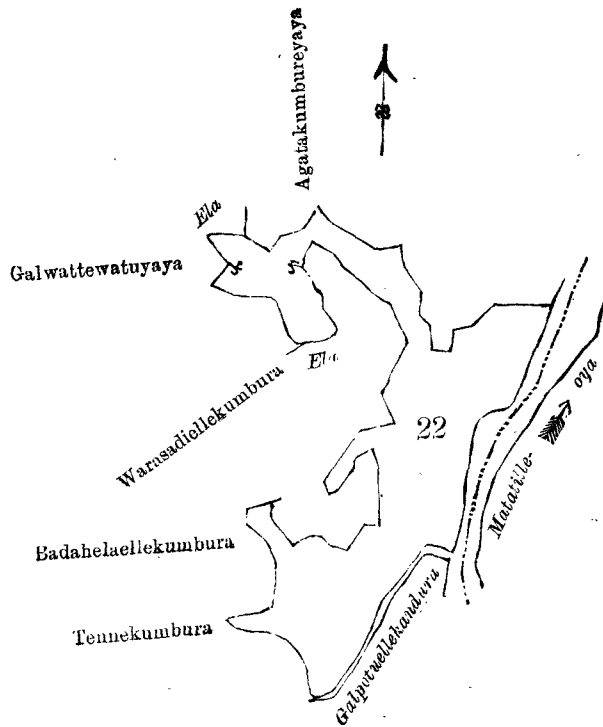 Agatakumbureyaya
Ela
Galwattewatuyaya
Ela
Warasadiellekumbura
22
Matatille-oya
Badahelaellekumbura
Tennekumbura
Galpotuellekandura